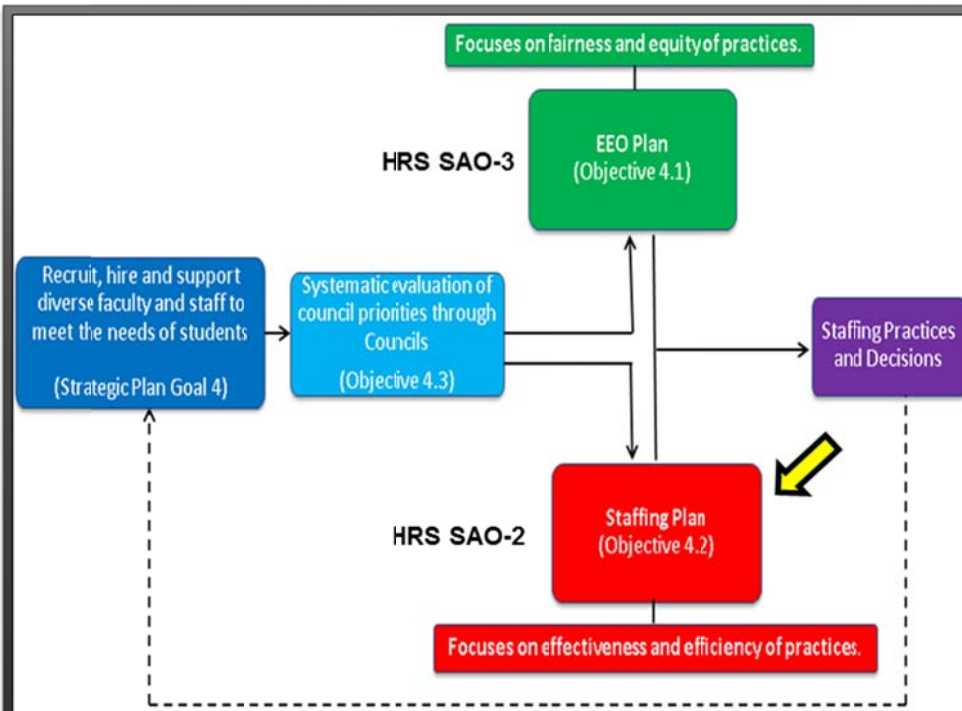 Focuses on fairness and equity of practices.
EEO Plan
(Objective 4.1)
HRS SAO-3
Recruit, hire and support
diverse faculty and staff to
meet the needs of students
(Strategic Plan Goal 4)
Systematic evaluation of
council priorities through
Councils
(Objective 4.3)
Staffing Practices
and Decisions
HRS SAO-2
Staffing Plan
(Objective 4.2)
Focuses on effectiveness and efficiency of practices.